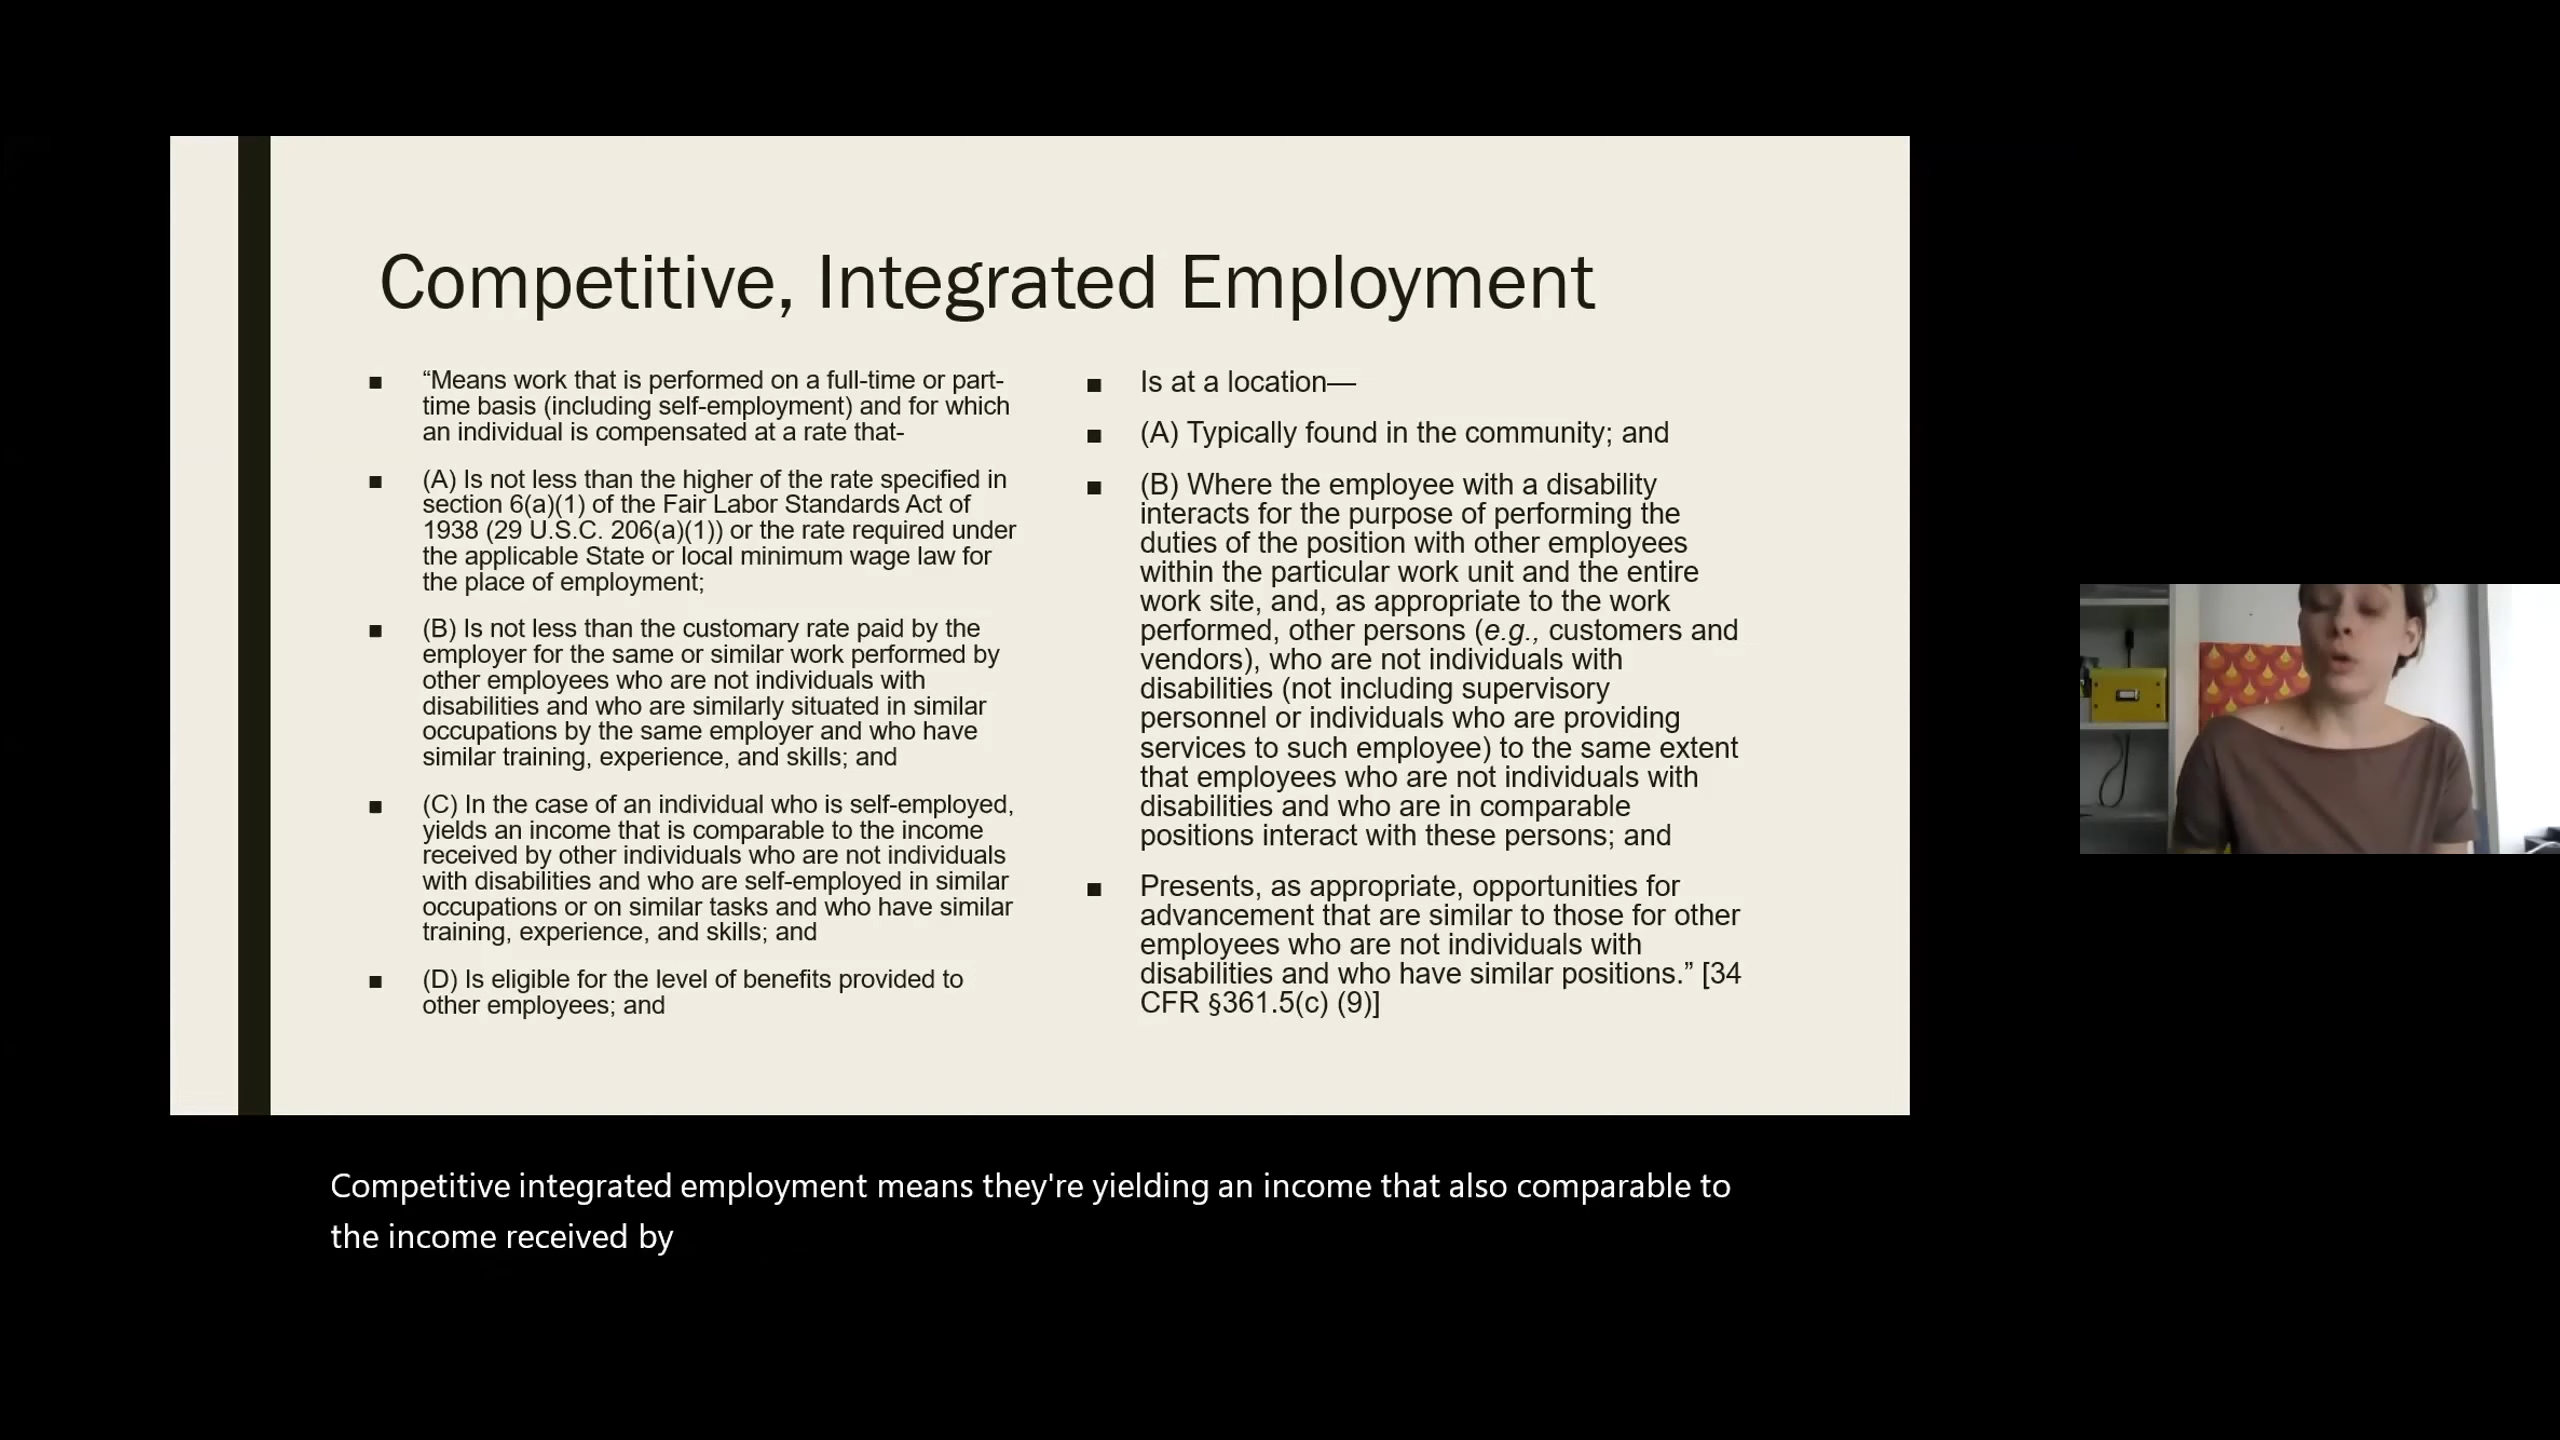 Competitive, Integrated Employment
■ “Means work that is performed on a full-time or part-
time basis (including self-employment) and for which
an individual is compensated at a rate that-
■ (A) Is not less than the higher of the rate specified in
section 6(a)(1) of the Fair Labor Standards Act of
1938 (29 U.S.C. 206(a)(1)) or the rate required under
the applicable State or local minimum wage law for
the place of employment;
■ (B) Is not less than the customary rate paid by the
employer for the same or similar work performed by
other employees who are not individuals with
disabilities and who are similarly situated in similar
occupations by the same employer and who have
similar training, experience, and skills; and
■ (C) In the case of an individual who is self-employed,
yields an income that is comparable to the income
received by other individuals who are not individuals
with disabilities and who are self-employed in similar
occupations or on similar tasks and who have similar
training, experience, and skills; and
■ (D) Is eligible for the level of benefits provided to
other employees; and
■ Is at a location—
■ (A) Typically found in the community; and
■ (B) Where the employee with a disability
interacts for the purpose of performing the
duties of the position with other employees
within the particular work unit and the entire
work site, and, as appropriate to the work
performed, other persons (e.g., customers and
vendors), who are not individuals with
disabilities (not including supervisory
personnel or individuals who are providing
services to such employee) to the same extent
that employees who are not individuals with
disabilities and who are in comparable
positions interact with these persons; and
■ Presents, as appropriate, opportunities for
advancement that are similar to those for other
employees who are not individuals with
disabilities and who have similar positions.” [34
CFR §361.5(c) (9)]
Competitive integrated employment means they're yielding an income that also comparable to
the income received by